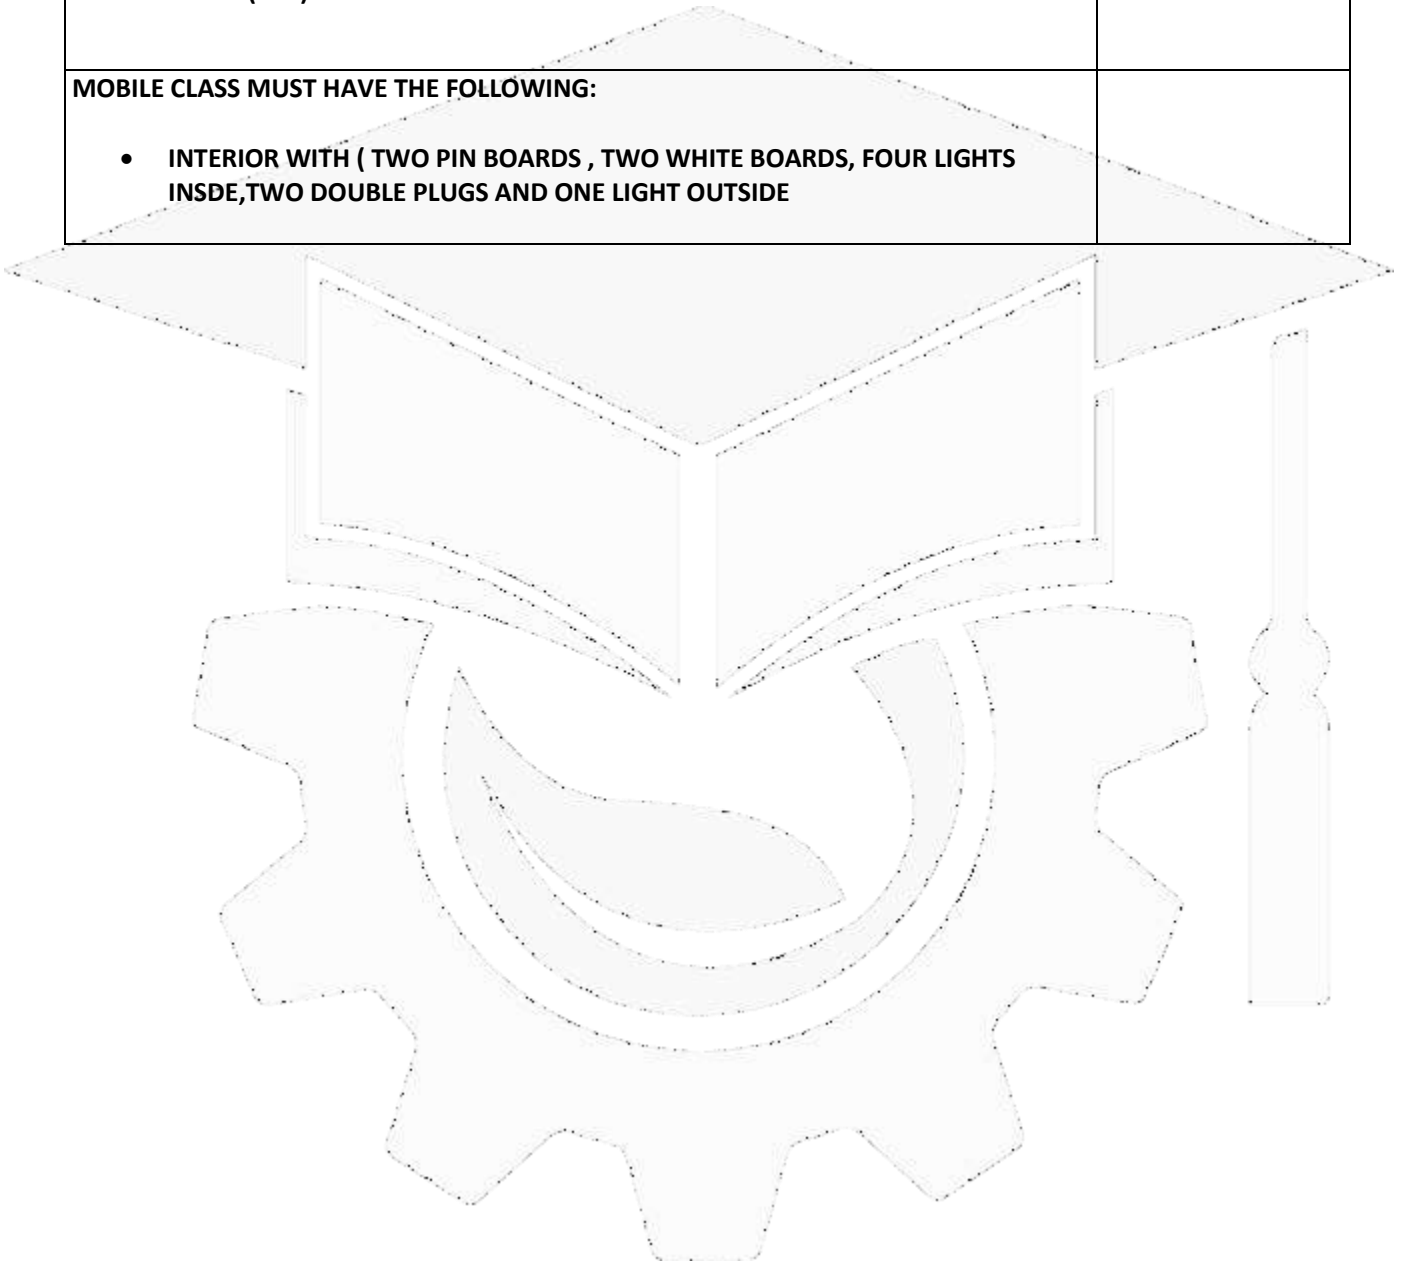 MOBILE CLASS MUST HAVE THE FOLLOWING:
• INTERIOR WITH ( TWO PIN BOARDS , TWO WHITE BOARDS, FOUR LIGHTS
INSDE,TWO DOUBLE PLUGS AND ONE LIGHT OUTSIDE